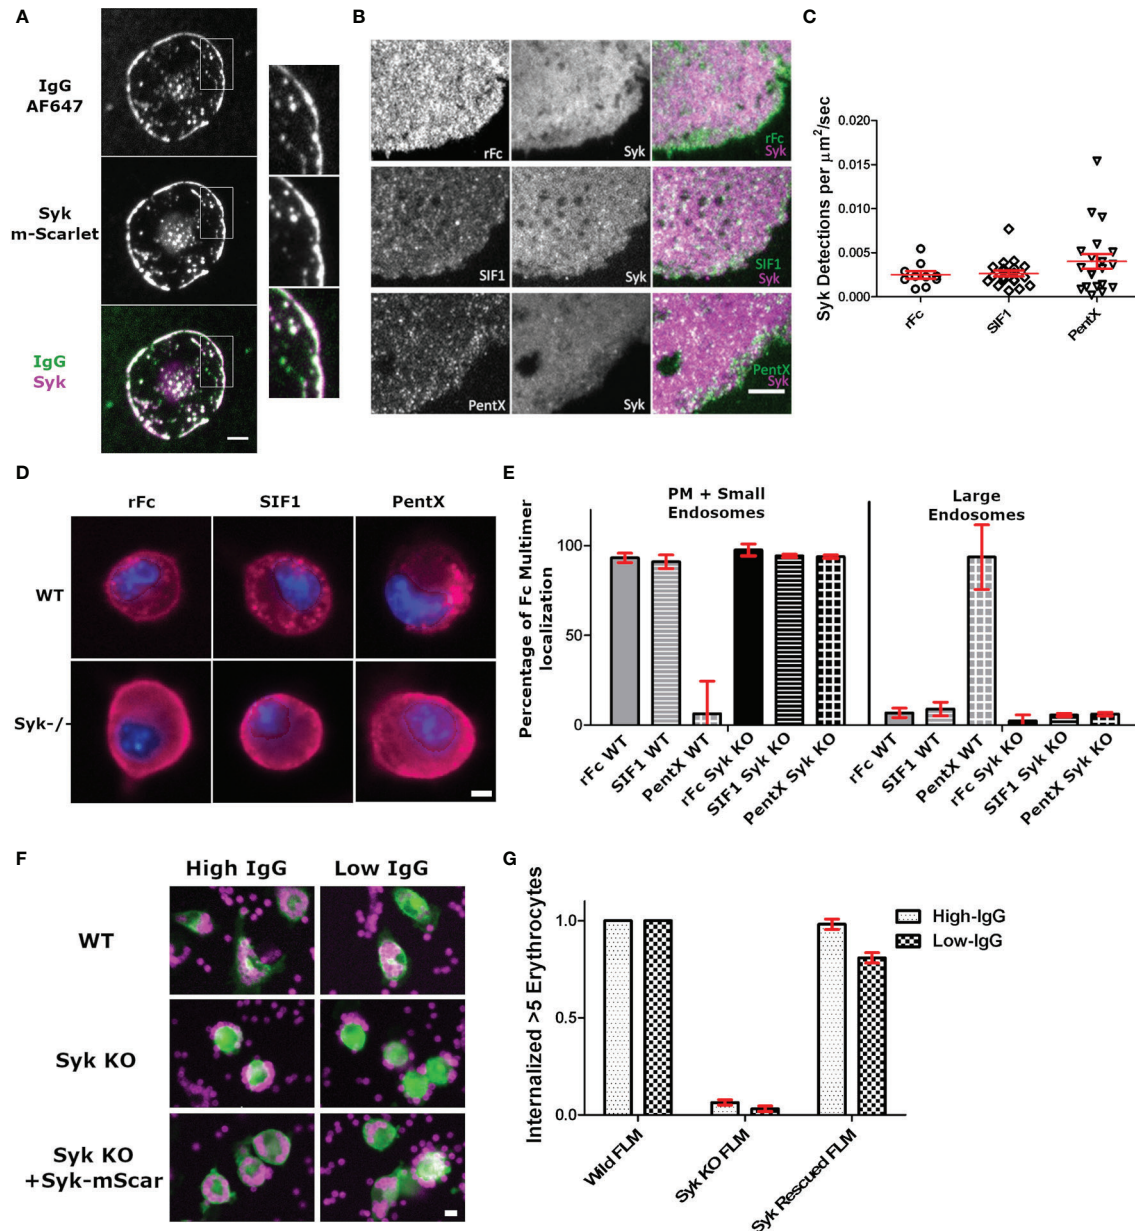 A
IgG
AF647
Syk
m-Scarlet
IgG
Syk
B
rFc
Syk
rFc
Syk
SIF1
Syk
SIF1
Syk
PentX
Syk
PentX
Syk
C
Syk Detections per μm²/sec
0.020
0.015
0.010
0.005
0.000
rFc
SIF1
PentX
D
rFc
SIF1
PentX
WT
Syk-/-
E
Percentage of Fc Multimer
localization
PM + Small
Endosomes
Large
Endosomes
100
50
0
rFc WT
SIF1 WT
PentX WT
rFc Syk KO
SIF1 Syk KO
PentX Syk KO
rFc WT
SIF1 WT
PentX WT
rFc Syk KO
SIF1 Syk KO
PentX Syk KO
F
High IgG
Low IgG
WT
Syk KO
Syk KO
+Syk-mScar
G
Internalized >5 Erythrocytes
1.0
0.5
0.0
Wild FLM
Syk KO FLM
Syk Rescued FLM
High-IgG
Low-IgG